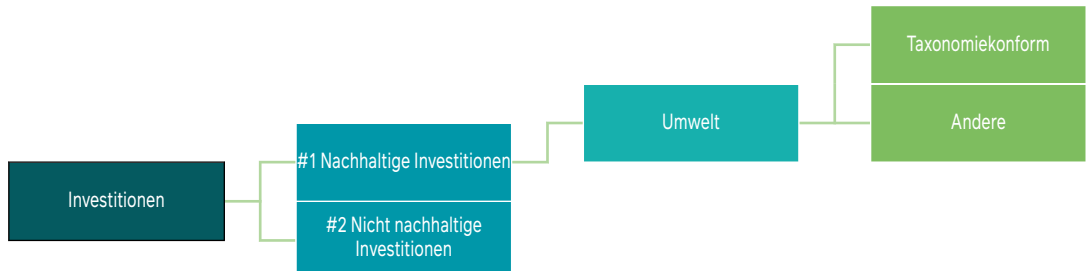 Investitionen
#1 Nachhaltige Investitionen
#2 Nicht nachhaltige
Investitionen
Umwelt
Taxonomiekonform
Andere